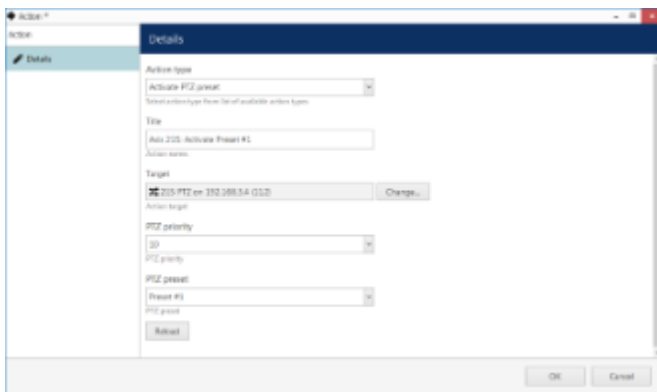 Action *
Action
Details
Details
Action type
Activate PTZ preset
Select action type from list of available action types
Title
Axis 215: Activate Preset #1
Action name
Target
215 PTZ on 192.168.3.4 (112)
Change...
Action target
PTZ priority
10
PTZ priority
PTZ preset
Preset #1
PTZ preset
Reload
OK
Cancel